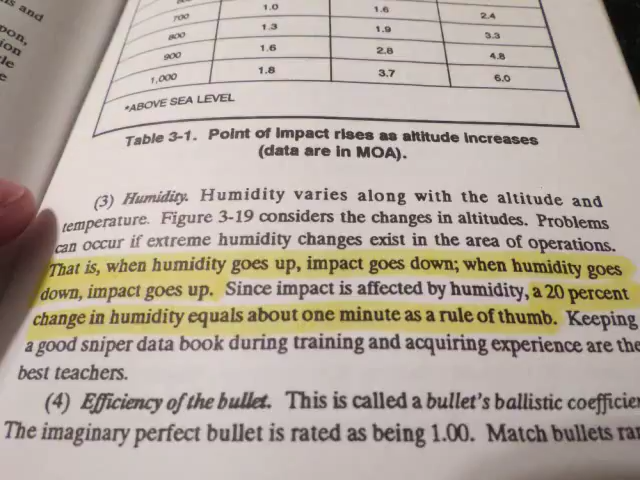 s and
pon,
ion
le
e
1.0 1.6
700 1.3 1.9 2.4
800 1.6 2.8 3.3
900 1.8 3.7 4.8
1,000 6.0
*ABOVE SEA LEVEL
Table 3-1. Point of impact rises as altitude increases
(data are in MOA).
(3) Humidity. Humidity varies along with the altitude and
temperature. Figure 3-19 considers the changes in altitudes. Problems
can occur if extreme humidity changes exist in the area of operations.
That is, when humidity goes up, impact goes down; when humidity goes
down, impact goes up. Since impact is affected by humidity, a 20 percent
change in humidity equals about one minute as a rule of thumb. Keeping
a good sniper data book during training and acquiring experience are the
best teachers.
(4) Efficiency of the bullet. This is called a bullet's ballistic coefficien
The imaginary perfect bullet is rated as being 1.00. Match bullets ran